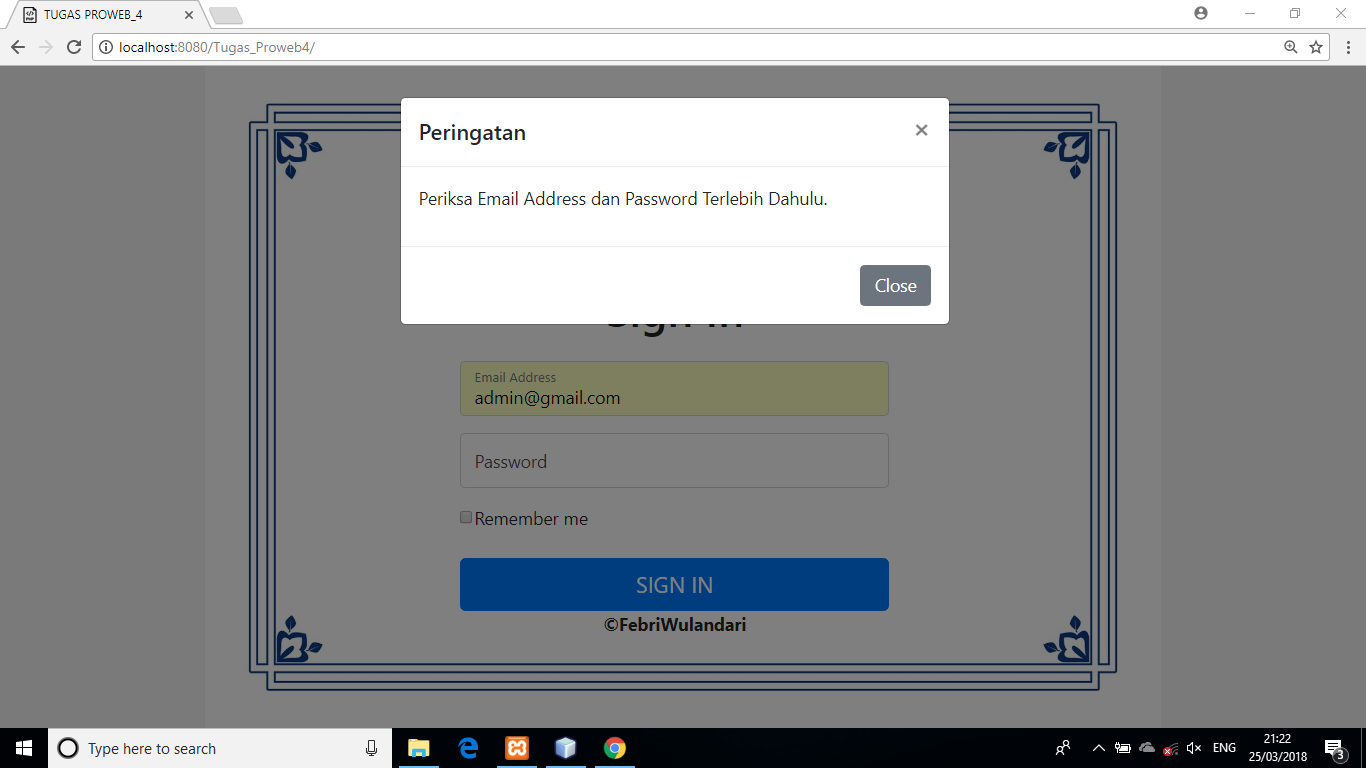 TUGAS PROWEB_4
localhost:8080/Tugas_Proweb4/
Peringatan
×
Periksa Email Address dan Password Terlebih Dahulu.
Close
Sign In
Email Address
admin@gmail.com
Password
Remember me
SIGN IN
©FebriWulandari
Type here to search
ENG
21:22
25/03/2018
3